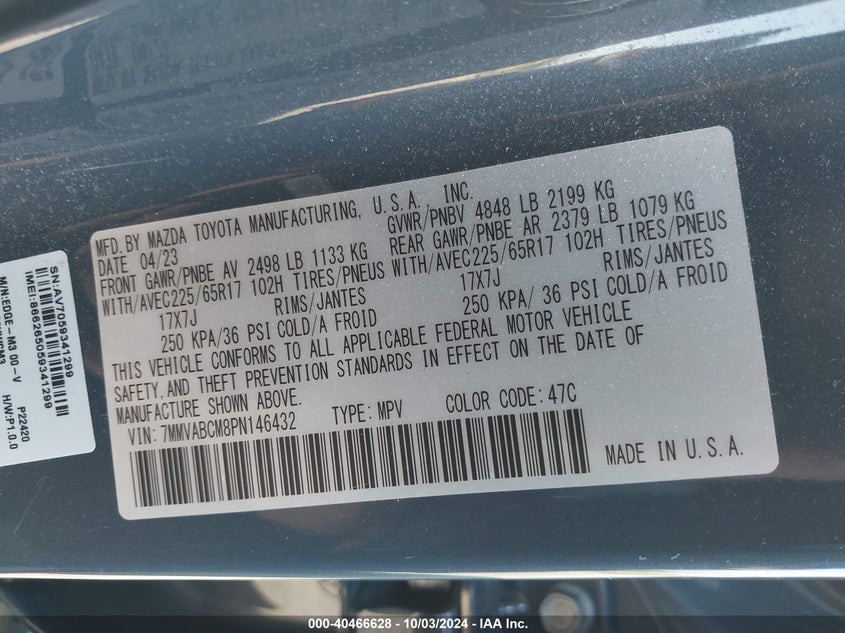 MFD.BY MAZDA TOYOTA MANUFACTURING, U.S.A. INC.
DATE 04/23 GVWR/PNBV 4848 LB 2199 KG
FRONT GAWR/PNBE AV 2498 LB 1133 KG REAR GAWR/PNBE AR 2379 LB 1079 KG
WITH/AVEC225/65R17 102H TIRES/PNEUS WITH/AVEC225/65R17 102H TIRES/PNEUS
17X7J RIMS/JANTES 17X7J RIMS/JANTES
250 KPA/36 PSI COLD/A FROID 250 KPA/ 36 PSI COLD/A FROID
THIS VEHICLE CONFORMS TO ALL APPLICABLE FEDERAL MOTOR VEHICLE
SAFETY,AND THEFT PREVENTION STANDARDS IN EFFECT ON THE DATE OF
MANUFACTURE SHOWN ABOVE.
VIN: 7MMVABCM8PN146432 TYPE: MPV COLOR CODE: 47C
MADE IN U.S.A.
SN:AV7059341299
IMEI:866265059341299
M/N:EDGE-M3 00-V P22420
H/W:P1.0.0
000-40466628 - 10/03/2024 - IAA Inc.